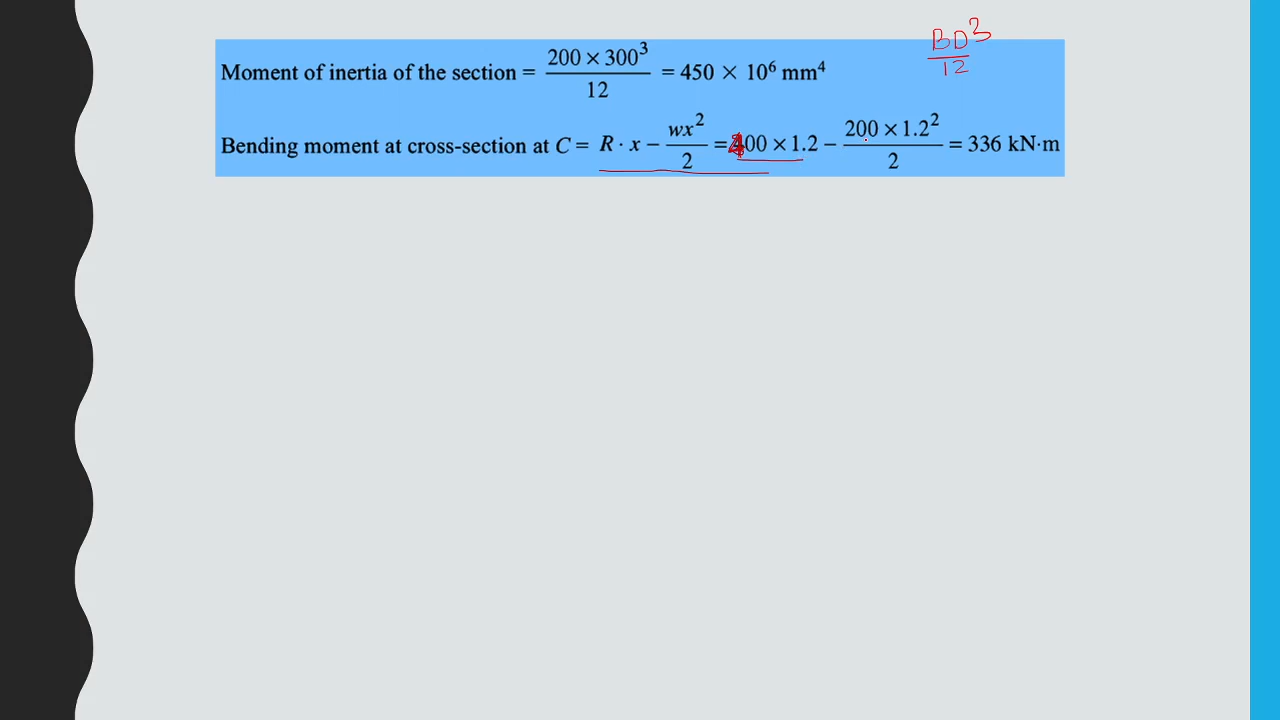 BD³
12
Moment of inertia of the section = 200 × 300³ / 12 = 450 × 10⁶ mm⁴
Bending moment at cross-section at C = R · x − wx² / 2 = 400 × 1.2 − 200 × 1.2² / 2 = 336 kN·m